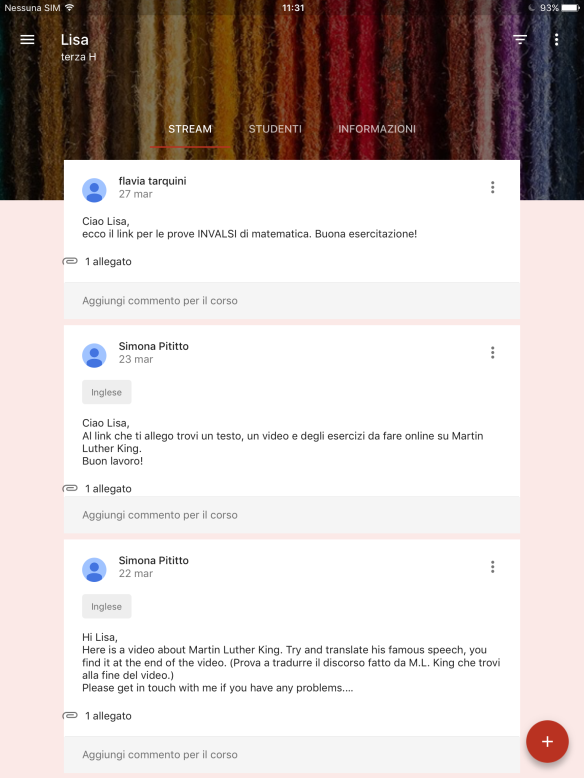 Nessuna SIM 11:31 93%
Lisa
terza H
STREAM STUDENTI INFORMAZIONI
flavia tarquini
27 mar
Ciao Lisa,
ecco il link per le prove INVALSI di matematica. Buona esercitazione!
1 allegato
Aggiungi commento per il corso
Simona Pititto
23 mar
Inglese
Ciao Lisa,
Al link che ti allego trovi un testo, un video e degli esercizi da fare online su Martin
Luther King.
Buon lavoro!
1 allegato
Aggiungi commento per il corso
Simona Pititto
22 mar
Inglese
Hi Lisa,
Here is a video about Martin Luther King. Try and translate his famous speech, you
find it at the end of the video. (Prova a tradurre il discorso fatto da M.L. King che trovi
alla fine del video.)
Please get in touch with me if you have any problems....
1 allegato
Aggiungi commento per il corso